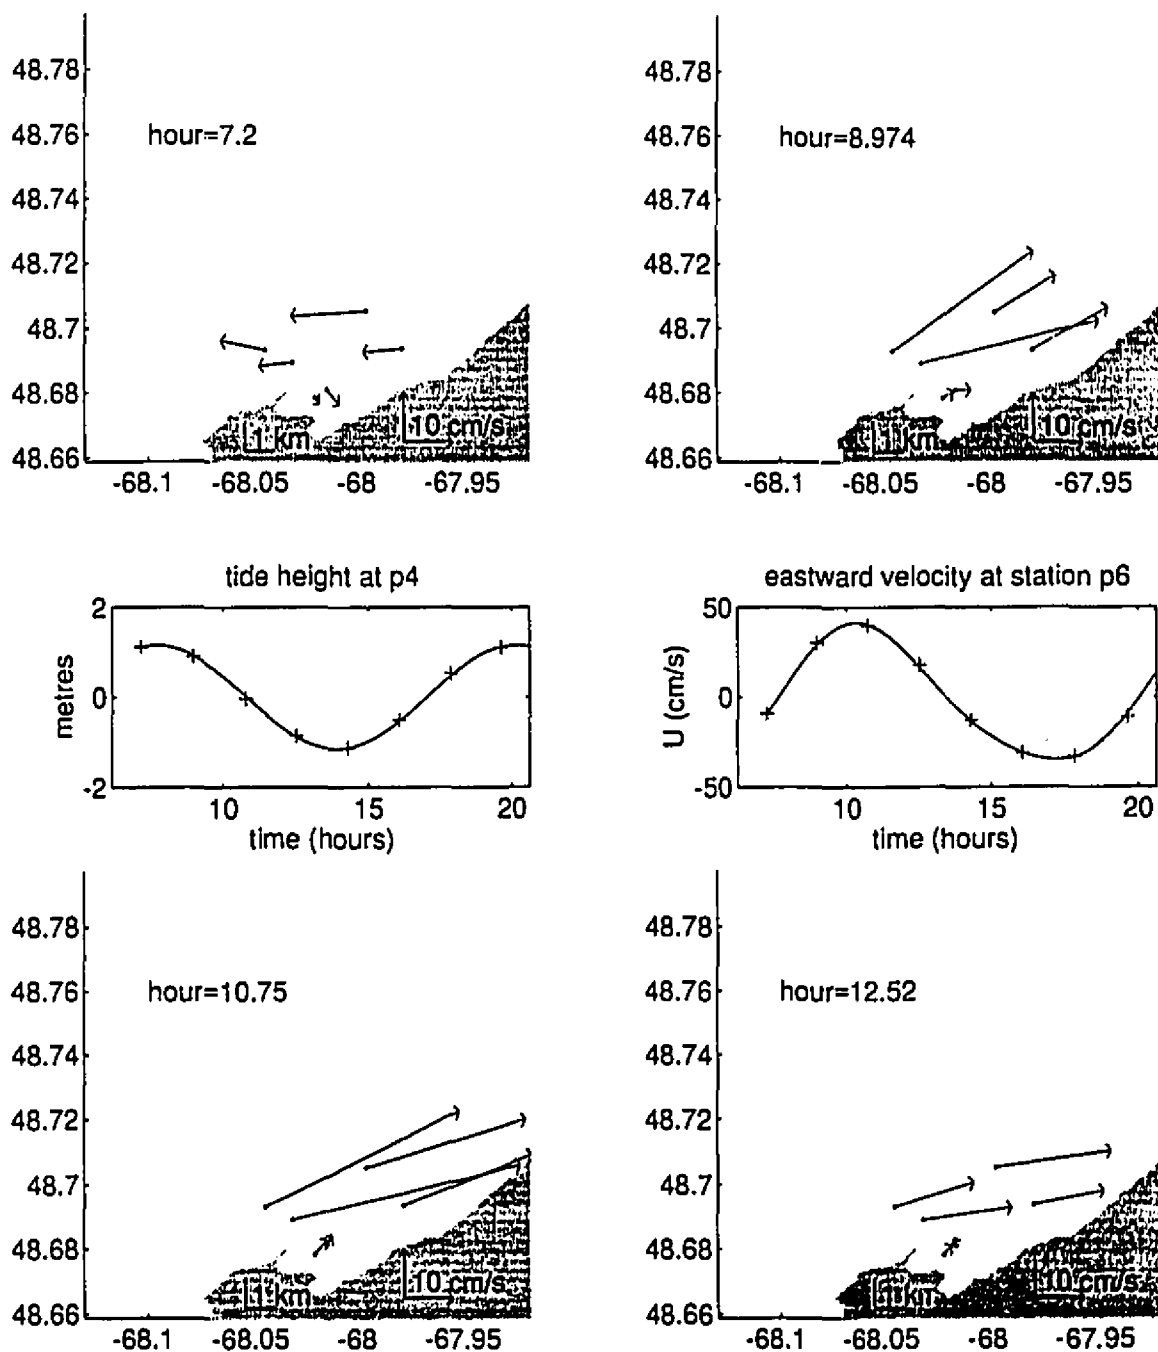 48.78
48.76
48.74
48.72
48.7
48.68
48.66
hour=7.2
1 km
10 cm/s
-68.1 -68.05 -68 -67.95
48.78
48.76
48.74
48.72
48.7
48.68
48.66
hour=8.974
1 km
10 cm/s
-68.1 -68.05 -68 -67.95
tide height at p4
2
0
-2
metres
10 15 20
time (hours)
eastward velocity at station p6
50
0
-50
U (cm/s)
10 15 20
time (hours)
48.78
48.76
48.74
48.72
48.7
48.68
48.66
hour=10.75
1 km
10 cm/s
-68.1 -68.05 -68 -67.95
48.78
48.76
48.74
48.72
48.7
48.68
48.66
hour=12.52
1 km
10 cm/s
-68.1 -68.05 -68 -67.95